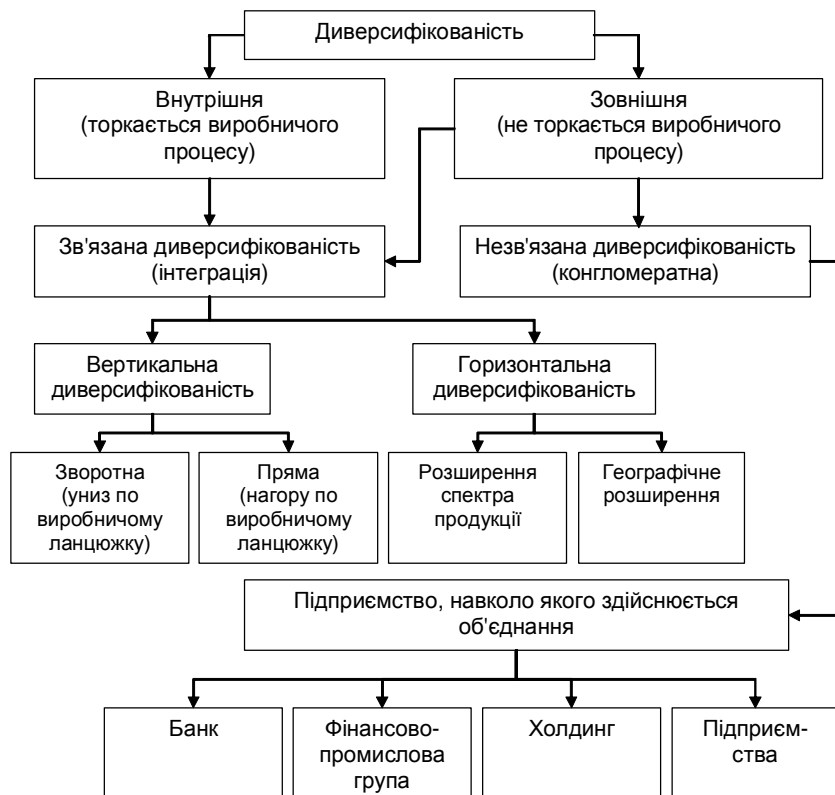 Диверсифікованість
Внутрішня
(торкається виробничого
процесу)
Зовнішня
(не торкається виробничого
процесу)
Зв'язана диверсифікованість
(інтеграція)
Незв'язана диверсифікованість
(конгломератна)
Вертикальна
диверсифікованість
Горизонтальна
диверсифікованість
Зворотна
(униз по
виробничому
ланцюжку)
Пряма
(нагору по
виробничому
ланцюжку)
Розширення
спектра
продукції
Географічне
розширення
Підприємство, навколо якого здійснюється
об'єднання
Банк
Фінансово-
промислова
група
Холдинг
Підприєм-
ства